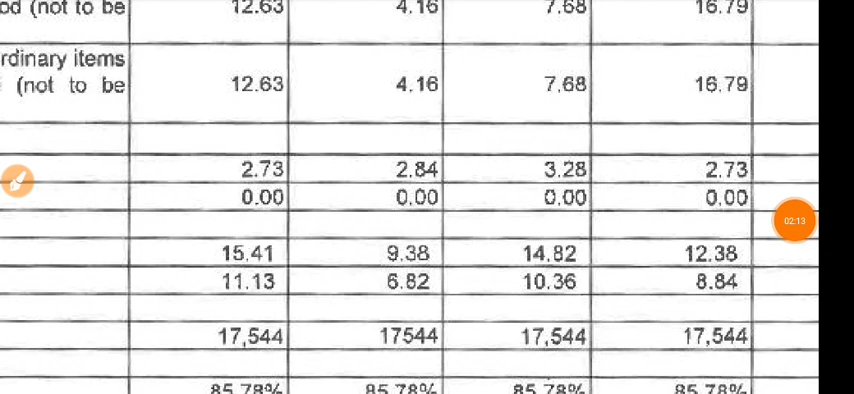 od (not to be 12.63 4.16 7.68 16.79
rdinary items
(not to be 12.63 4.16 7.68 16.79
2.73 2.84 3.28 2.73
0.00 0.00 0.00 0.00
15.41 9.38 14.82 12.38
11.13 6.82 10.36 8.84
17,544 17544 17,544 17,544
85.78% 85.78% 85.78% 85.78%
02:13